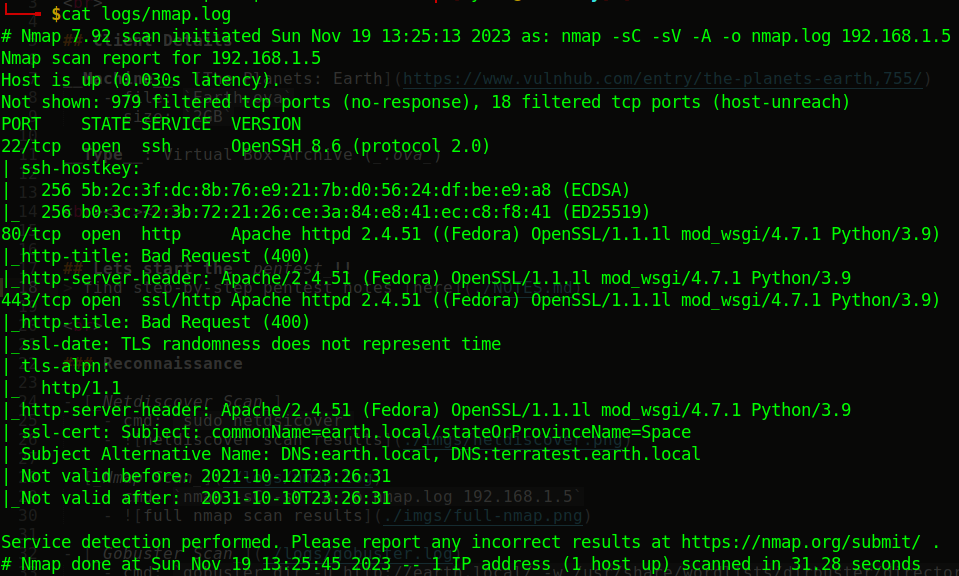 $cat logs/nmap.log
# Nmap 7.92 scan initiated Sun Nov 19 13:25:13 2023 as: nmap -sC -sV -A -o nmap.log 192.168.1.5
Nmap scan report for 192.168.1.5
Host is up (0.030s latency).
Not shown: 979 filtered tcp ports (no-response), 18 filtered tcp ports (host-unreach)
PORT    STATE SERVICE  VERSION
22/tcp  open  ssh      OpenSSH 8.6 (protocol 2.0)
| ssh-hostkey:
|   256 5b:2c:3f:dc:8b:76:e9:21:7b:d0:56:24:df:be:e9:a8 (ECDSA)
|_  256 b0:3c:72:3b:72:21:26:ce:3a:84:e8:41:ec:c8:f8:41 (ED25519)
80/tcp  open  http     Apache httpd 2.4.51 ((Fedora) OpenSSL/1.1.1l mod_wsgi/4.7.1 Python/3.9)
|_http-title: Bad Request (400)
|_http-server-header: Apache/2.4.51 (Fedora) OpenSSL/1.1.1l mod_wsgi/4.7.1 Python/3.9
443/tcp open  ssl/http Apache httpd 2.4.51 ((Fedora) OpenSSL/1.1.1l mod_wsgi/4.7.1 Python/3.9)
|_http-title: Bad Request (400)
|_ssl-date: TLS randomness does not represent time
| tls-alpn:
|_  http/1.1
|_http-server-header: Apache/2.4.51 (Fedora) OpenSSL/1.1.1l mod_wsgi/4.7.1 Python/3.9
| ssl-cert: Subject: commonName=earth.local/stateOrProvinceName=Space
| Subject Alternative Name: DNS:earth.local, DNS:terratest.earth.local
| Not valid before: 2021-10-12T23:26:31
|_Not valid after:  2031-10-10T23:26:31
Service detection performed. Please report any incorrect results at https://nmap.org/submit/ .
# Nmap done at Sun Nov 19 13:25:45 2023 -- 1 IP address (1 host up) scanned in 31.28 seconds